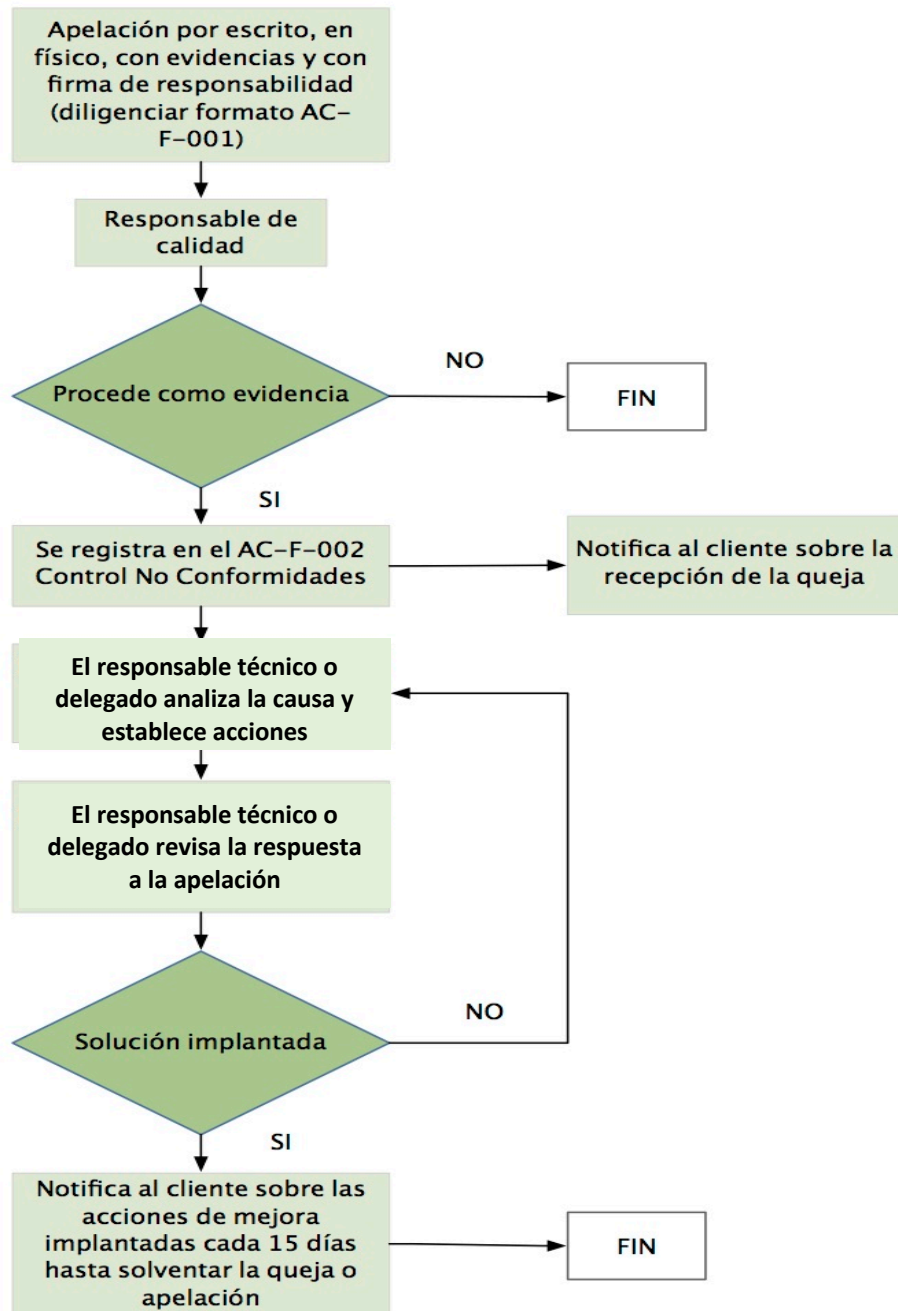 Apelación por escrito, en
físico, con evidencias y con
firma de responsabilidad
(diligenciar formato AC-
F-001)
Responsable de
calidad
Procede como evidencia
NO
FIN
SI
Se registra en el AC-F-002
Control No Conformidades
Notifica al cliente sobre la
recepción de la queja
El responsable técnico o
delegado analiza la causa y
establece acciones
El responsable técnico o
delegado revisa la respuesta
a la apelación
Solución implantada
NO
SI
Notifica al cliente sobre las
acciones de mejora
implantadas cada 15 días
hasta solventar la queja o
apelación
FIN